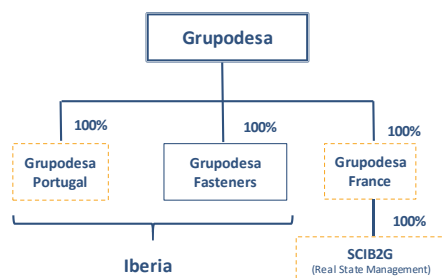 Grupodesa
100%
100%
100%
Grupodesa
Portugal
Grupodesa
Fasteners
Grupodesa
France
100%
Iberia
SCIB2G
(Real State Management)